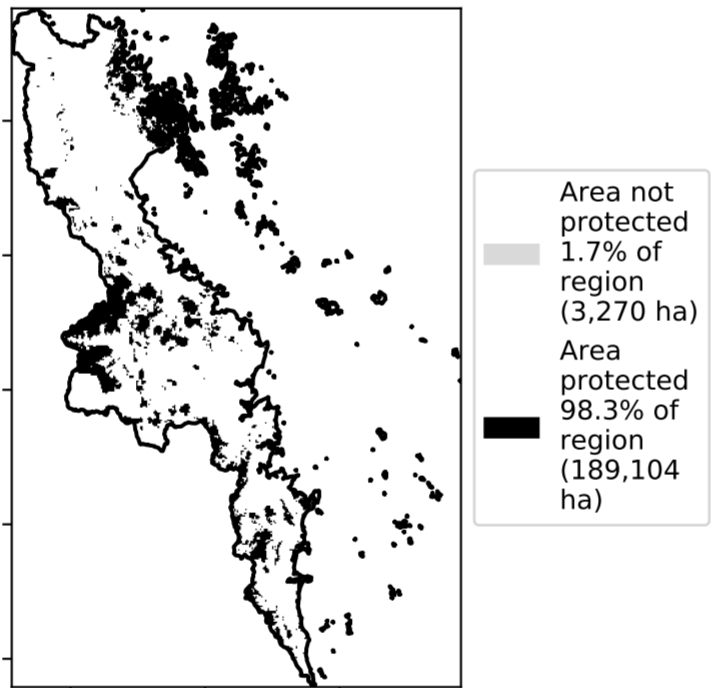 Area not
protected
1.7% of
region
(3,270 ha)
Area
protected
98.3% of
region
(189,104
ha)